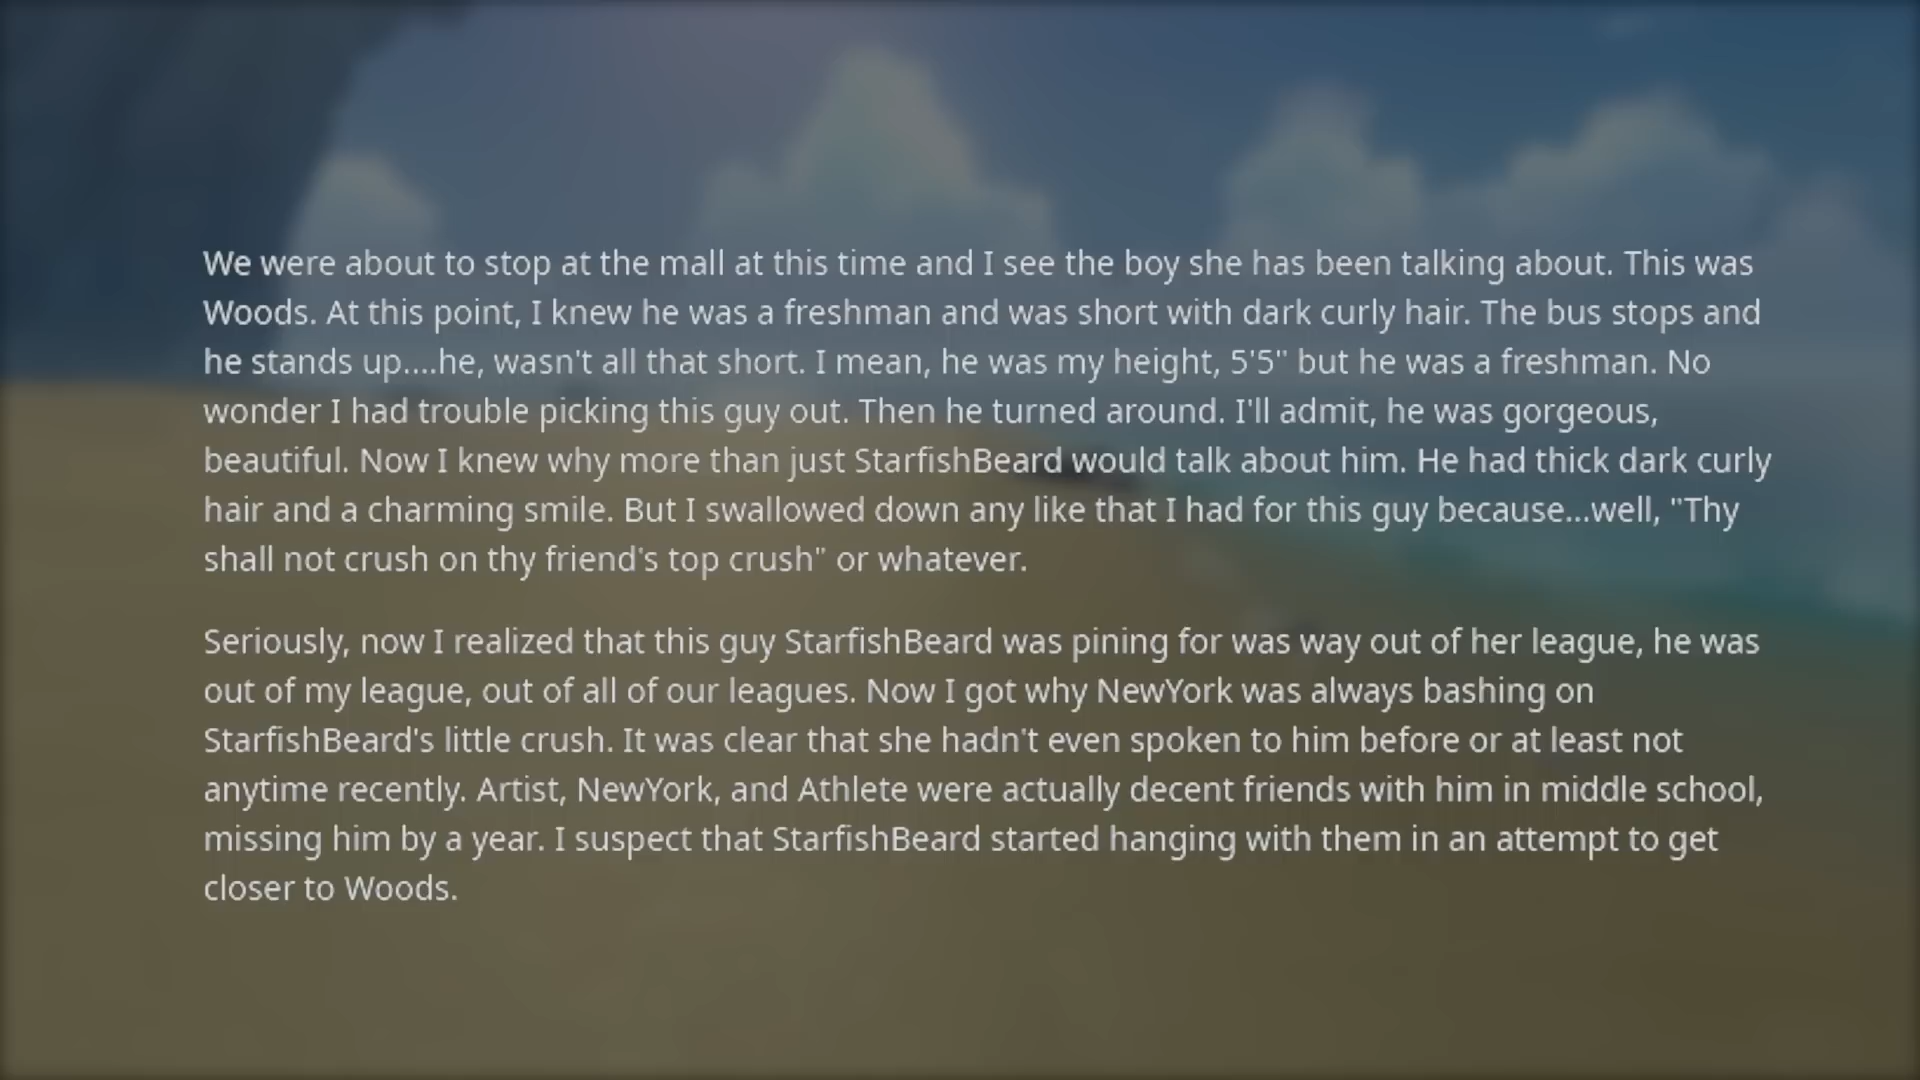 We were about to stop at the mall at this time and I see the boy she has been talking about. This was
Woods. At this point, I knew he was a freshman and was short with dark curly hair. The bus stops and
he stands up....he, wasn't all that short. I mean, he was my height, 5'5" but he was a freshman. No
wonder I had trouble picking this guy out. Then he turned around. I'll admit, he was gorgeous,
beautiful. Now I knew why more than just StarfishBeard would talk about him. He had thick dark curly
hair and a charming smile. But I swallowed down any like that I had for this guy because...well, "Thy
shall not crush on thy friend's top crush" or whatever.
Seriously, now I realized that this guy StarfishBeard was pining for was way out of her league, he was
out of my league, out of all of our leagues. Now I got why NewYork was always bashing on
StarfishBeard's little crush. It was clear that she hadn't even spoken to him before or at least not
anytime recently. Artist, NewYork, and Athlete were actually decent friends with him in middle school,
missing him by a year. I suspect that StarfishBeard started hanging with them in an attempt to get
closer to Woods.